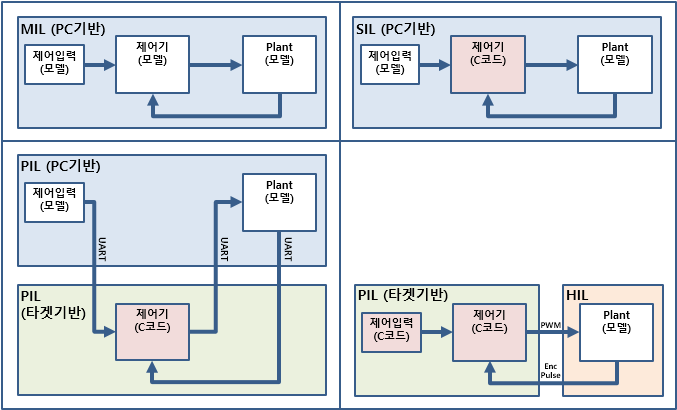 MIL (PC기반)
제어입력
(모델)
제어기
(모델)
Plant
(모델)
SIL (PC기반)
제어입력
(모델)
제어기
(C코드)
Plant
(모델)
PIL (PC기반)
제어입력
(모델)
Plant
(모델)
UART
UART
UART
PIL
(타겟기반)
제어기
(C코드)
PIL (타겟기반)
제어입력
(C코드)
제어기
(C코드)
PWM
Enc
Pulse
HIL
Plant
(모델)